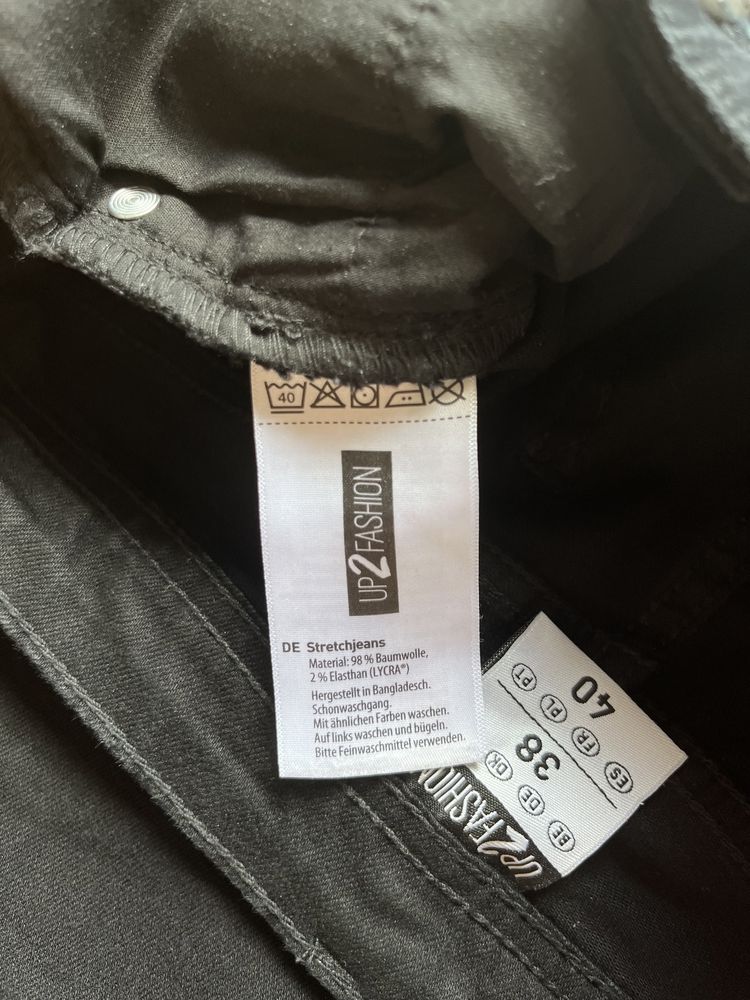 40
UP2FASHION
DE Stretchjeans
Material: 98 % Baumwolle,
2 % Elasthan (LYCRA®)
Hergestellt in Bangladesch.
Schonwaschgang.
Mit ähnlichen Farben waschen.
Auf links waschen und bügeln.
Bitte Feinwaschmittel verwenden.
UP2FASHION
BE DE DK
38
ES FR PL PT
40